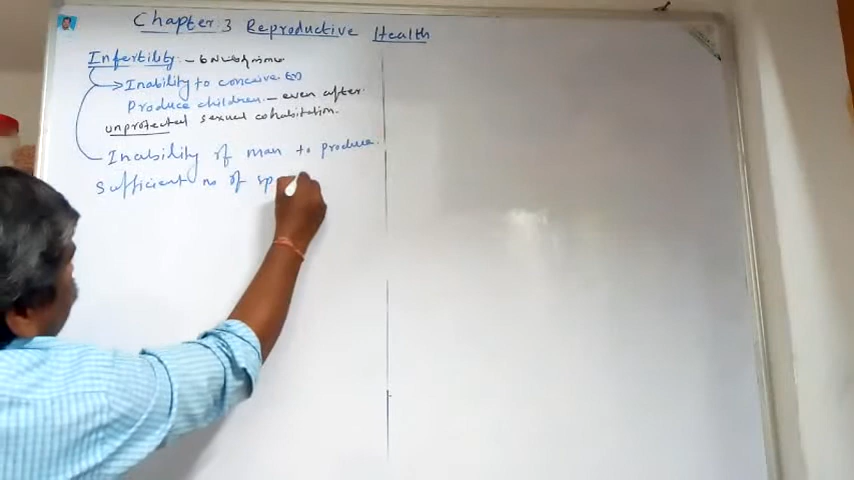 Chapter 3 Reproductive Health
Infertility -
Inability to conceive (or)
Produce children - even after
unprotected sexual cohabitation.
Inability of man to produce
Sufficient no of sp